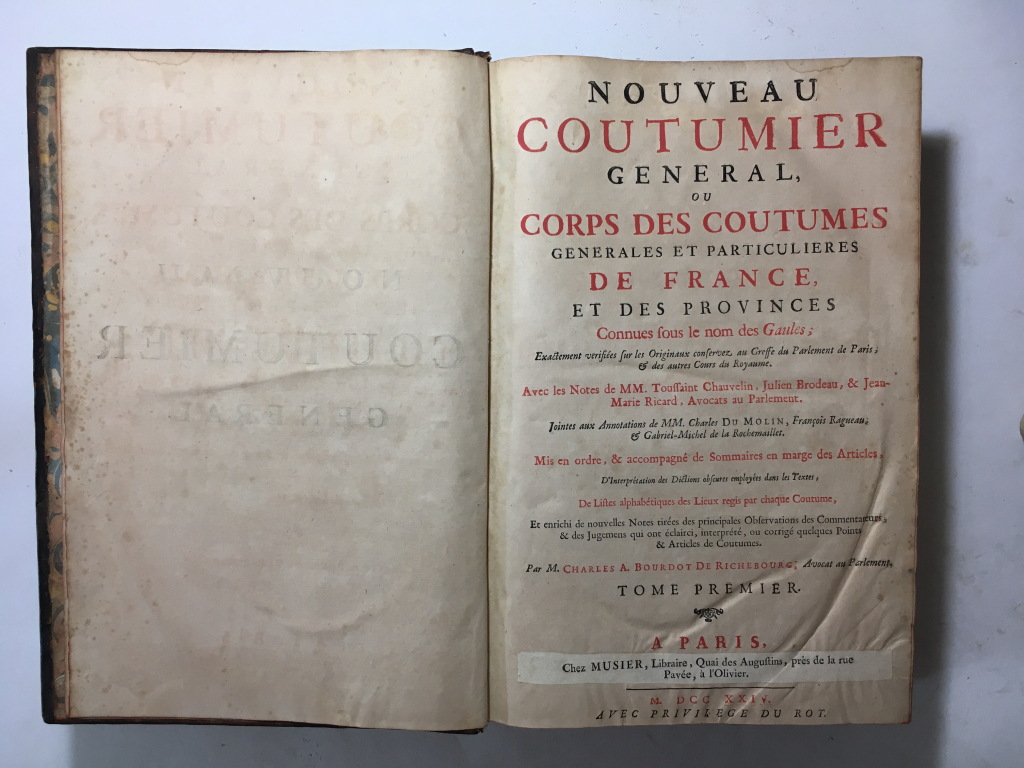 NOUVEAU
COUTUMIER
GENERAL,
OU
CORPS DES COUTUMES
GENERALES ET PARTICULIERES
DE FRANCE,
ET DES PROVINCES
Connues ſous le nom des Gaules;
Exactement verifiées ſur les Originaux conſervez au Greffe du Parlement de Paris;
& des autres Cours du Royaume.
Avec les Notes de MM. Touſſaint Chauvelin, Julien Brodeau, & Jean-
Marie Ricard, Avocats au Parlement.
Jointes aux Annotations de MM. Charles DU MOLIN, François Ragueau;
& Gabriel-Michel de la Rochemaillet.
Mis en ordre, & accompagné de Sommaires en marge des Articles,
D'Interprétation des Dictions obſcures employées dans les Textes,
De Liſtes alphabétiques des Lieux regis par chaque Coutume,
Et enrichi de nouvelles Notes tirées des principales Obſervations des Commentateurs;
& des Jugemens qui ont éclairci, interprété, ou corrigé quelques Points
& Articles de Coutumes.
Par M. CHARLES A. BOURDOT DE RICHEBOURG, Avocat au Parlement.
TOME PREMIER.
A PARIS,
Chez MUSIER, Libraire, Quai des Auguſtins, près de la rue
Pavée, à l'Olivier.
M. DCC XXIV.
AVEC PRIVILEGE DU ROY.